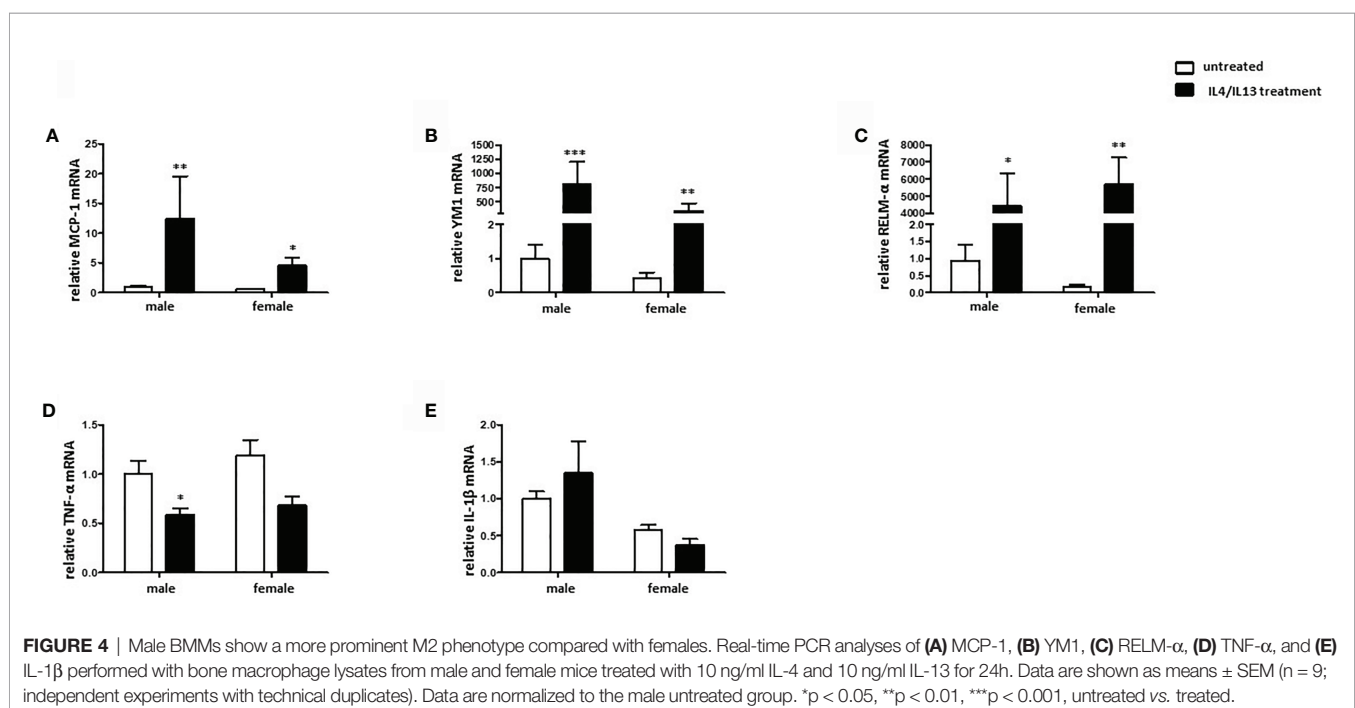 untreated
IL4/IL13 treatment
A
relative MCP-1 mRNA
25
20
15
10
5
0
**
*
male
female
B
relative YM1 mRNA
1500
1250
1000
750
500
2
1
0
***
**
male
female
C
relative RELM-α mRNA
8000
7000
6000
5000
4000
1.5
1.0
0.5
0.0
*
**
male
female
D
relative TNF-α mRNA
1.5
1.0
0.5
0.0
*
male
female
E
relative IL-1β mRNA
2.0
1.5
1.0
0.5
0.0
male
female
FIGURE 4 | Male BMMs show a more prominent M2 phenotype compared with females. Real-time PCR analyses of (A) MCP-1, (B) YM1, (C) RELM-α, (D) TNF-α, and (E)
IL-1β performed with bone macrophage lysates from male and female mice treated with 10 ng/ml IL-4 and 10 ng/ml IL-13 for 24h. Data are shown as means ± SEM (n = 9;
independent experiments with technical duplicates). Data are normalized to the male untreated group. *p < 0.05, **p < 0.01, ***p < 0.001, untreated vs. treated.